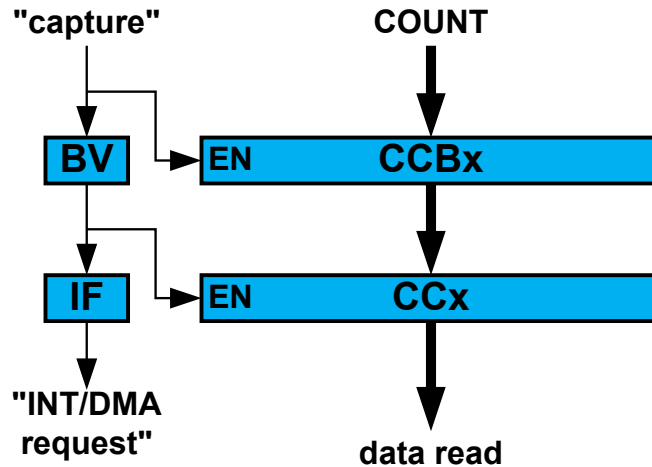 "capture"
COUNT
BV
EN
CCBx
IF
EN
CCx
"INT/DMA
request"
data read